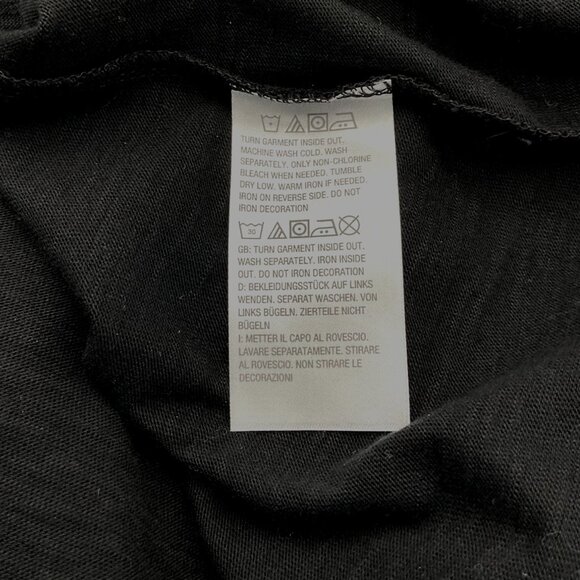 TURN GARMENT INSIDE OUT.
MACHINE WASH COLD. WASH
SEPARATELY. ONLY NON-CHLORINE
BLEACH WHEN NEEDED. TUMBLE
DRY LOW. WARM IRON IF NEEDED.
IRON ON REVERSE SIDE. DO NOT
IRON DECORATION
30
GB: TURN GARMENT INSIDE OUT.
WASH SEPARATELY. IRON INSIDE
OUT. DO NOT IRON DECORATION
D: BEKLEIDUNGSSTÜCK AUF LINKS
WENDEN. SEPARAT WASCHEN. VON
LINKS BÜGELN. ZIERTEILE NICHT
BÜGELN
I: METTER IL CAPO AL ROVESCIO.
LAVARE SEPARATAMENTE. STIRARE
AL ROVESCIO. NON STIRARE LE
DECORAZIONI